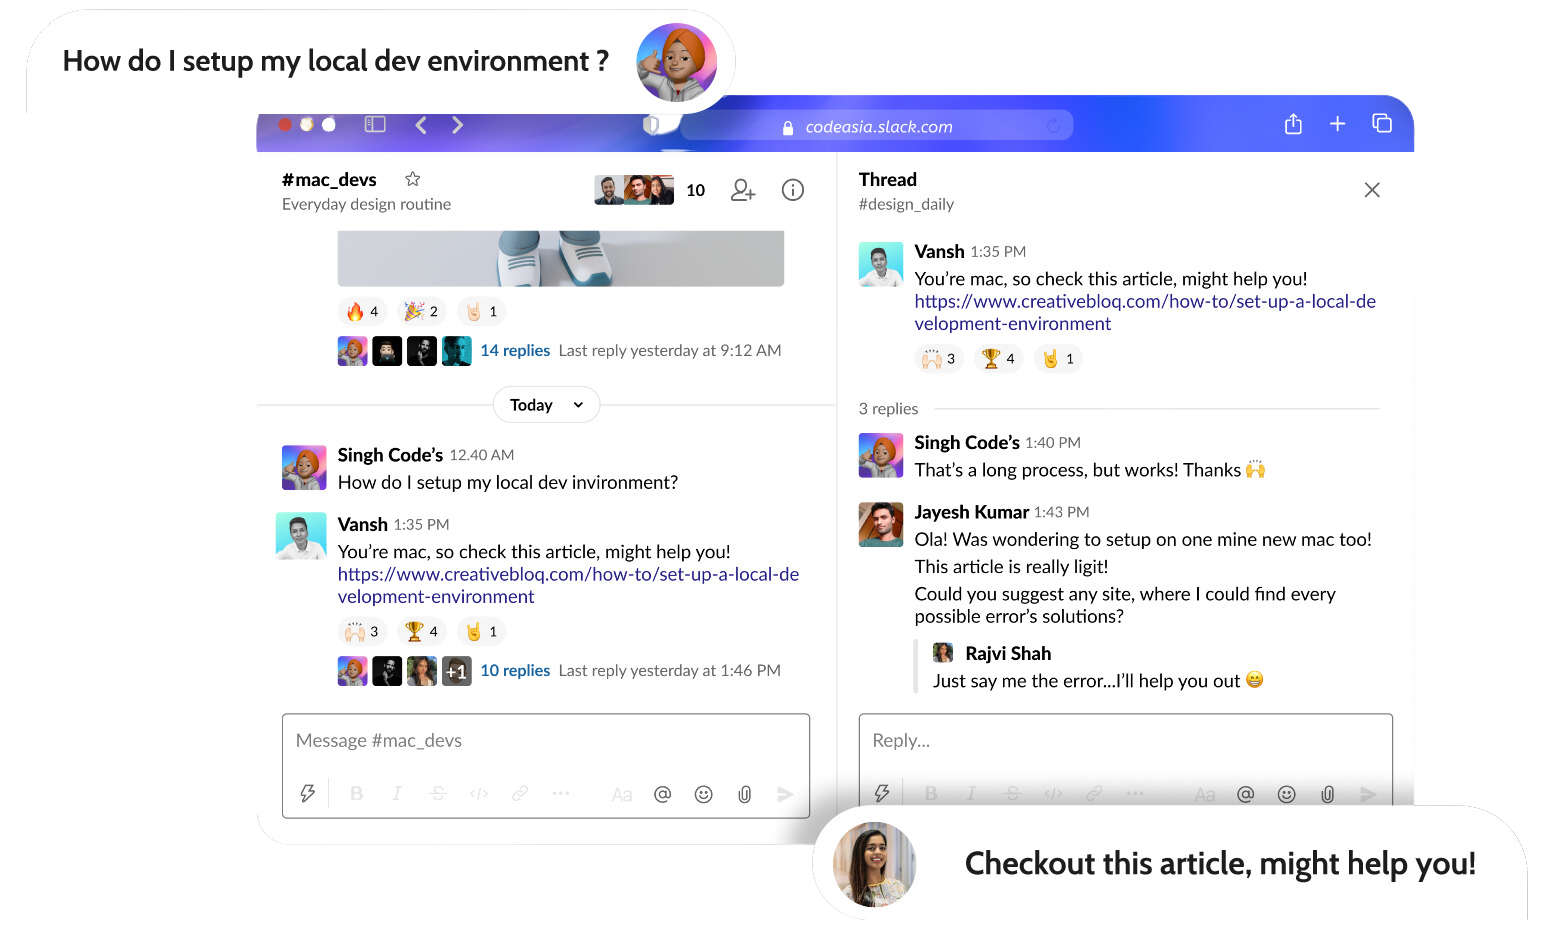 How do I setup my local dev environment ?
codeasia.slack.com
#mac_devs
Everyday design routine
10
4
2
1
14 replies Last reply yesterday at 9:12 AM
Today
Singh Code’s 12.40 AM
How do I setup my local dev invironment?
Vansh 1:35 PM
You’re mac, so check this article, might help you!
https://www.creativebloq.com/how-to/set-up-a-local-de
velopment-environment
3
4
1
+1
10 replies Last reply yesterday at 1:46 PM
Message #mac_devs
B I S </> Aa @
Thread
#design_daily
Vansh 1:35 PM
You’re mac, so check this article, might help you!
https://www.creativebloq.com/how-to/set-up-a-local-de
velopment-environment
3
4
1
3 replies
Singh Code’s 1:40 PM
That’s a long process, but works! Thanks 🙌🏻
Jayesh Kumar 1:43 PM
Ola! Was wondering to setup on one mine new mac too!
This article is really ligit!
Could you suggest any site, where I could find every
possible error’s solutions?
Rajvi Shah
Just say me the error...I’ll help you out 😁
Reply...
B I S </> Aa @
Checkout this article, might help you!